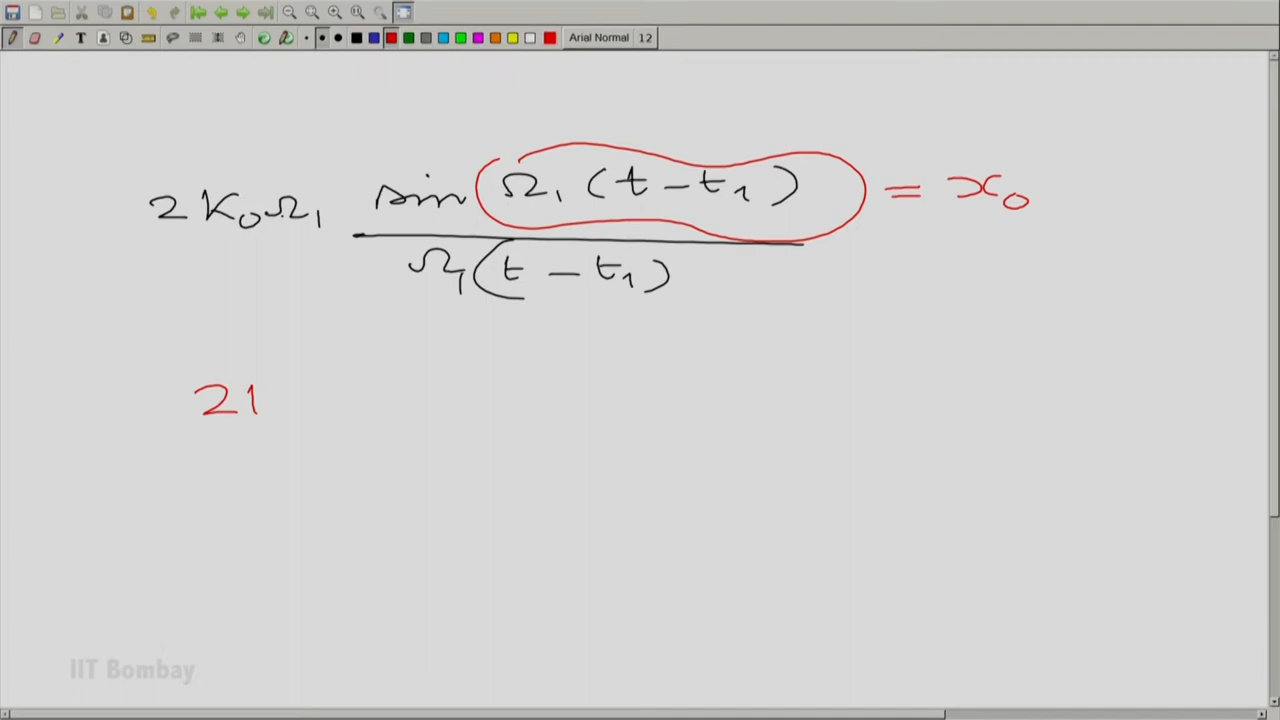 Arial Normal 12
2K₀Ω₁ sin Ω₁(t-t₁) = x₀
Ω₁(t-t₁)
21
IIT Bombay